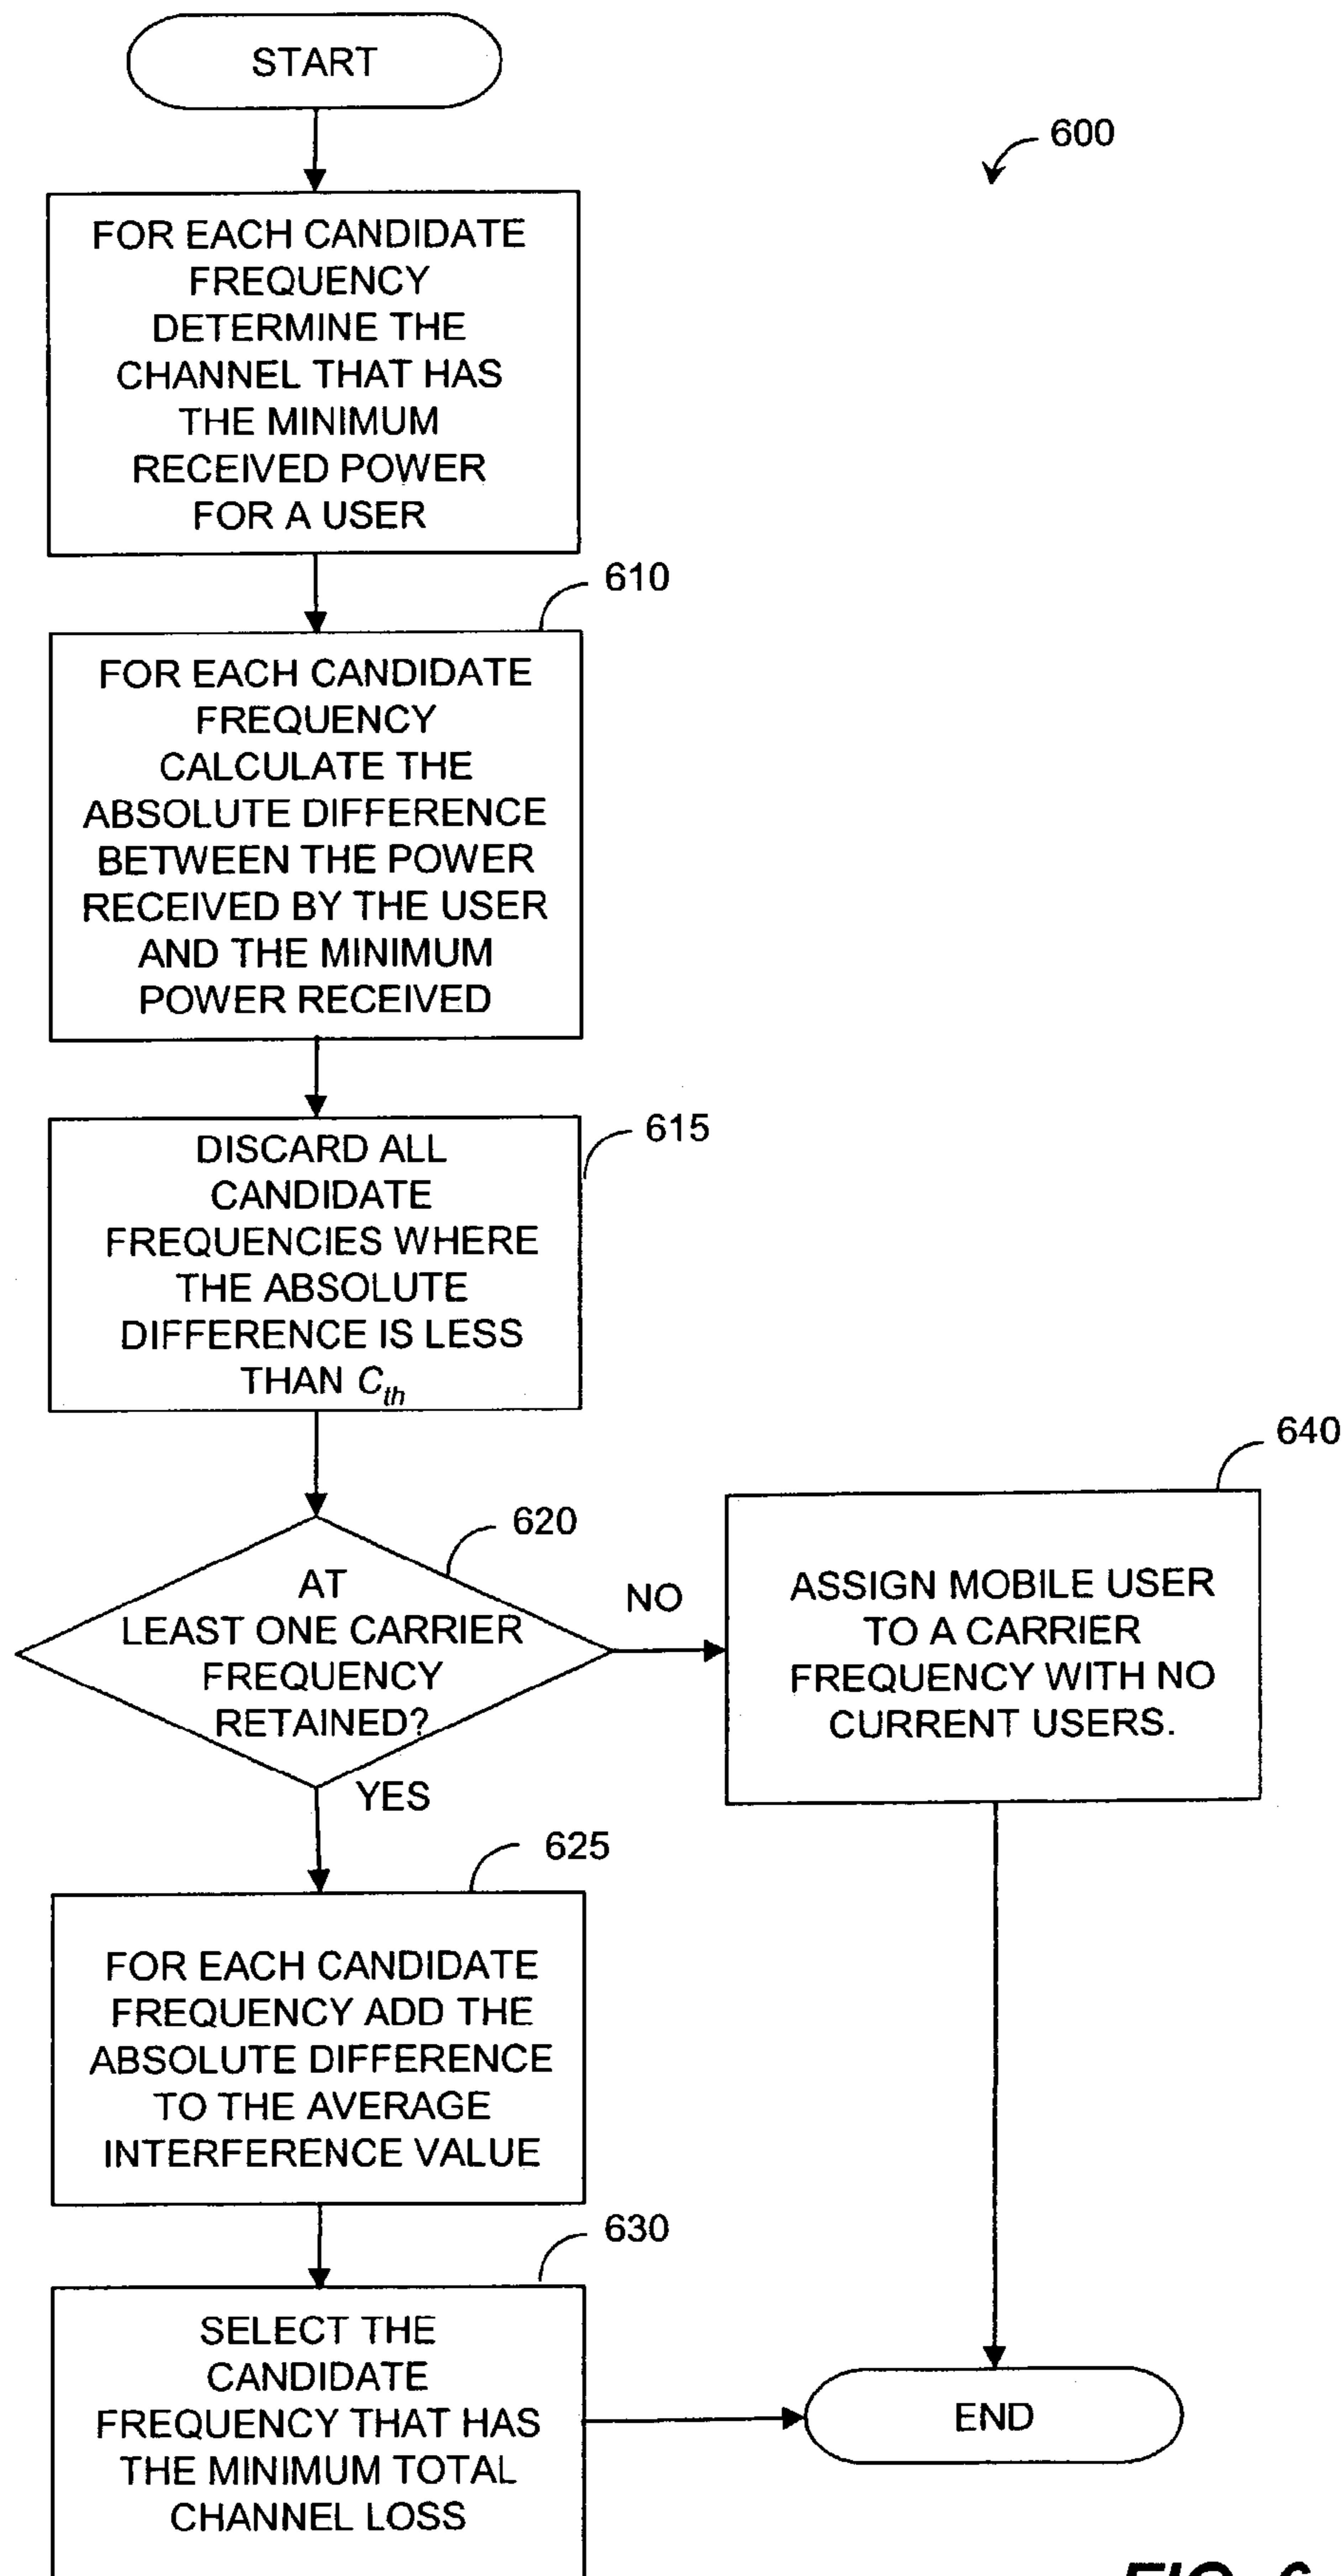 START
600
FOR EACH CANDIDATE
FREQUENCY
DETERMINE THE
CHANNEL THAT HAS
THE MINIMUM
RECEIVED POWER
FOR A USER
610
FOR EACH CANDIDATE
FREQUENCY
CALCULATE THE
ABSOLUTE DIFFERENCE
BETWEEN THE POWER
RECEIVED BY THE USER
AND THE MINIMUM
POWER RECEIVED
615
DISCARD ALL
CANDIDATE
FREQUENCIES WHERE
THE ABSOLUTE
DIFFERENCE IS LESS
THAN C_th
620
AT
LEAST ONE CARRIER
FREQUENCY
RETAINED?
NO
YES
640
ASSIGN MOBILE USER
TO A CARRIER
FREQUENCY WITH NO
CURRENT USERS.
625
FOR EACH CANDIDATE
FREQUENCY ADD THE
ABSOLUTE DIFFERENCE
TO THE AVERAGE
INTERFERENCE VALUE
630
SELECT THE
CANDIDATE
FREQUENCY THAT HAS
THE MINIMUM TOTAL
CHANNEL LOSS
END
FIG. 6